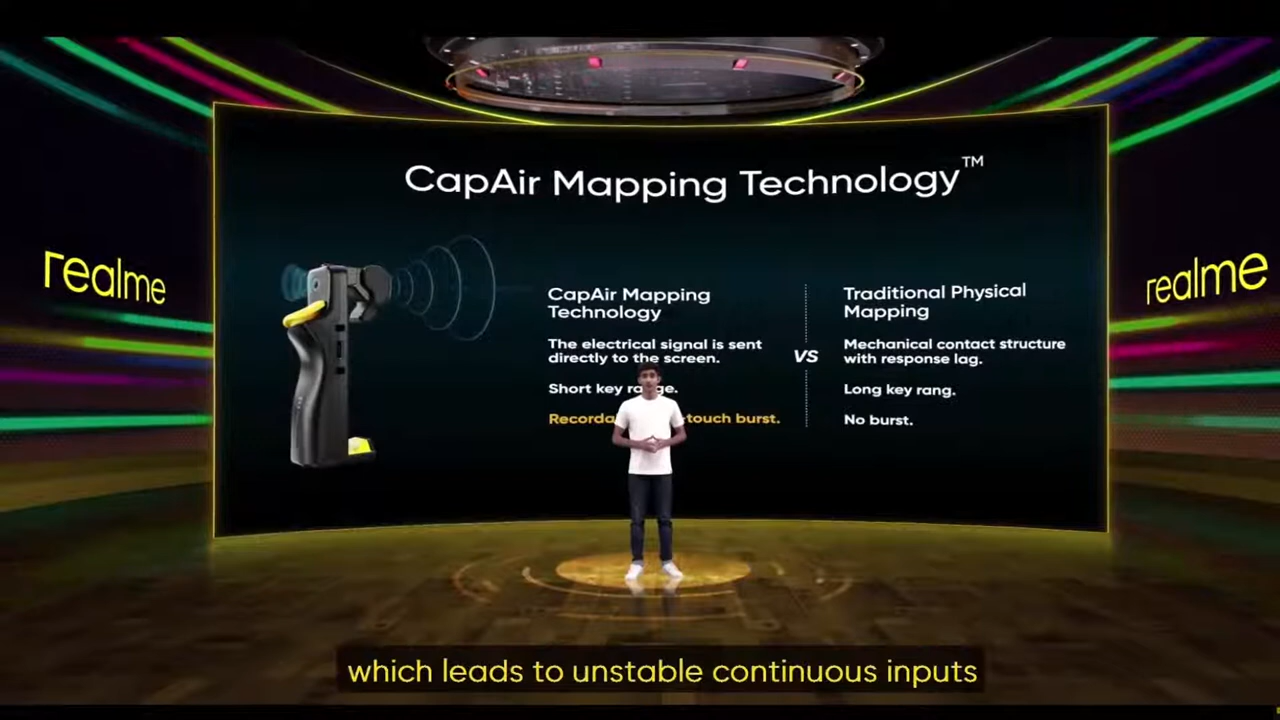 CapAir Mapping Technology™
realme
realme
CapAir Mapping
Technology
The electrical signal is sent
directly to the screen.
Short key
touch burst.
VS
Traditional Physical
Mapping
Mechanical contact structure
with response lag.
Long key rang.
No burst.
which leads to unstable continuous inputs